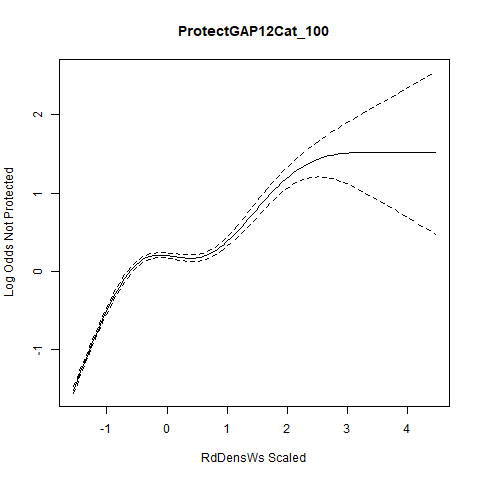 ProtectGAP12Cat_100
Log Odds Not Protected
2
1
0
-1
-1 0 1 2 3 4
RdDensWs Scaled